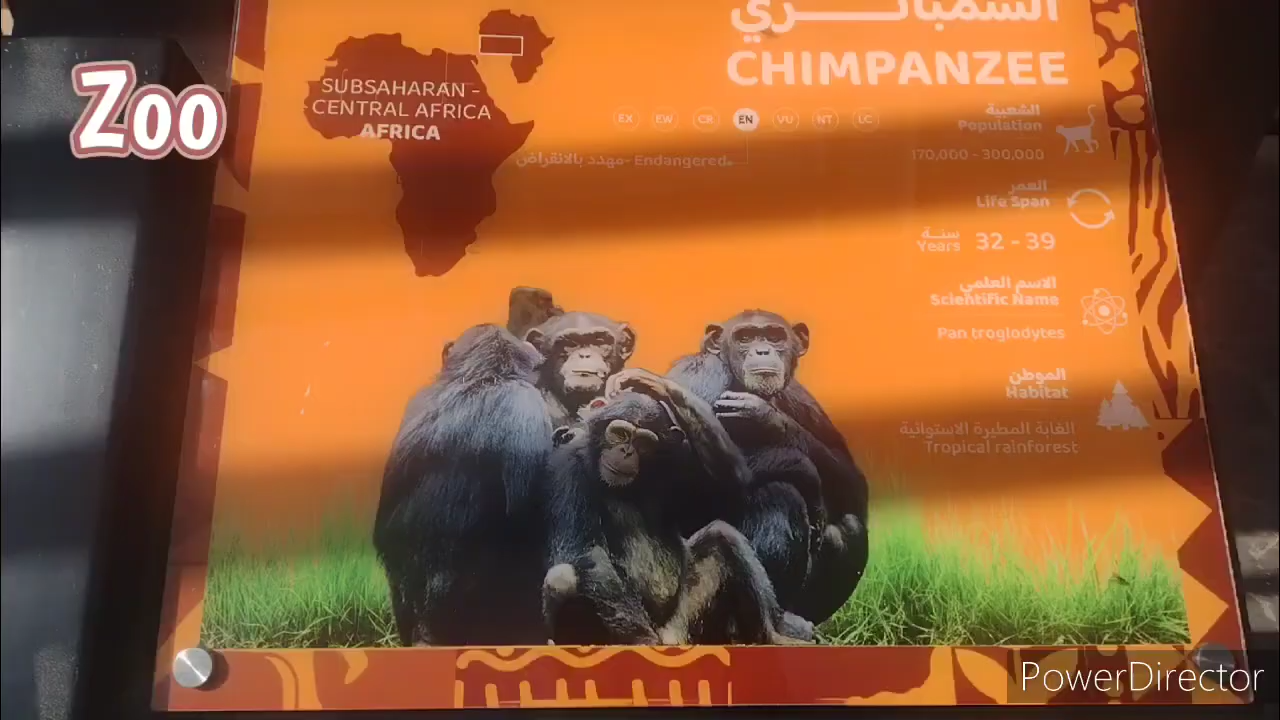 Zoo
الشمبانزي
CHIMPANZEE
SUBSAHARAN -
CENTRAL AFRICA
AFRICA
EX EW CR EN VU NT LC
مهدد بالانقراض- Endangered.
الشعبية
Population
170,000 - 300,000
العمر
Life Span
سنة
Years 32 - 39
الاسم العلمي
Scientific Name
Pan troglodytes
الموطن
Habitat
الغابة المطيرة الاستوائية
Tropical rainforest
PowerDirector